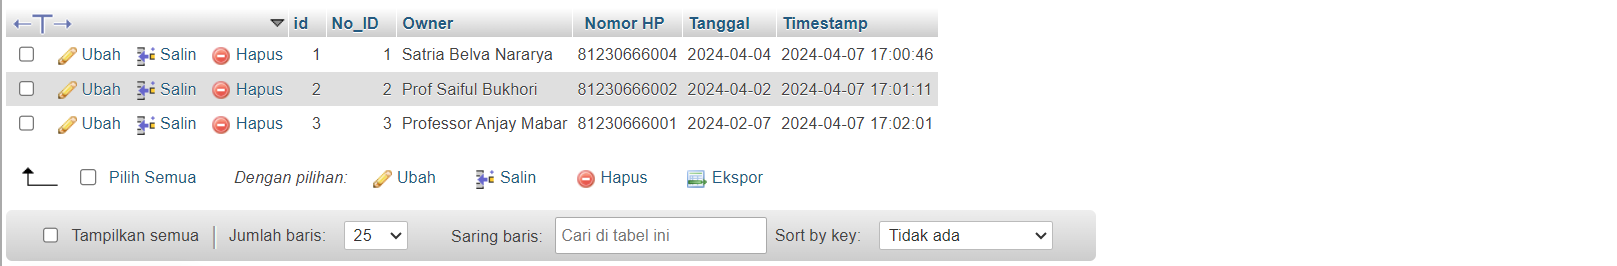 id No_ID Owner Nomor HP Tanggal Timestamp
Ubah Salin Hapus 1 1 Satria Belva Nararya 81230666004 2024-04-04 2024-04-07 17:00:46
Ubah Salin Hapus 2 2 Prof Saiful Bukhori 81230666002 2024-04-02 2024-04-07 17:01:11
Ubah Salin Hapus 3 3 Professor Anjay Mabar 81230666001 2024-02-07 2024-04-07 17:02:01
Pilih Semua Dengan pilihan: Ubah Salin Hapus Ekspor
Tampilkan semua Jumlah baris: 25 Saring baris: Cari di tabel ini Sort by key: Tidak ada